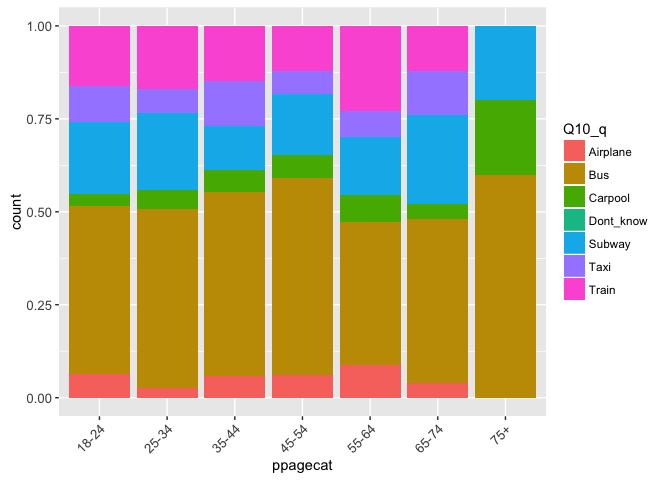 1.00
0.75
0.50
0.25
0.00
count
18-24
25-34
35-44
45-54
55-64
65-74
75+
ppagecat
Q10_q
Airplane
Bus
Carpool
Dont_know
Subway
Taxi
Train